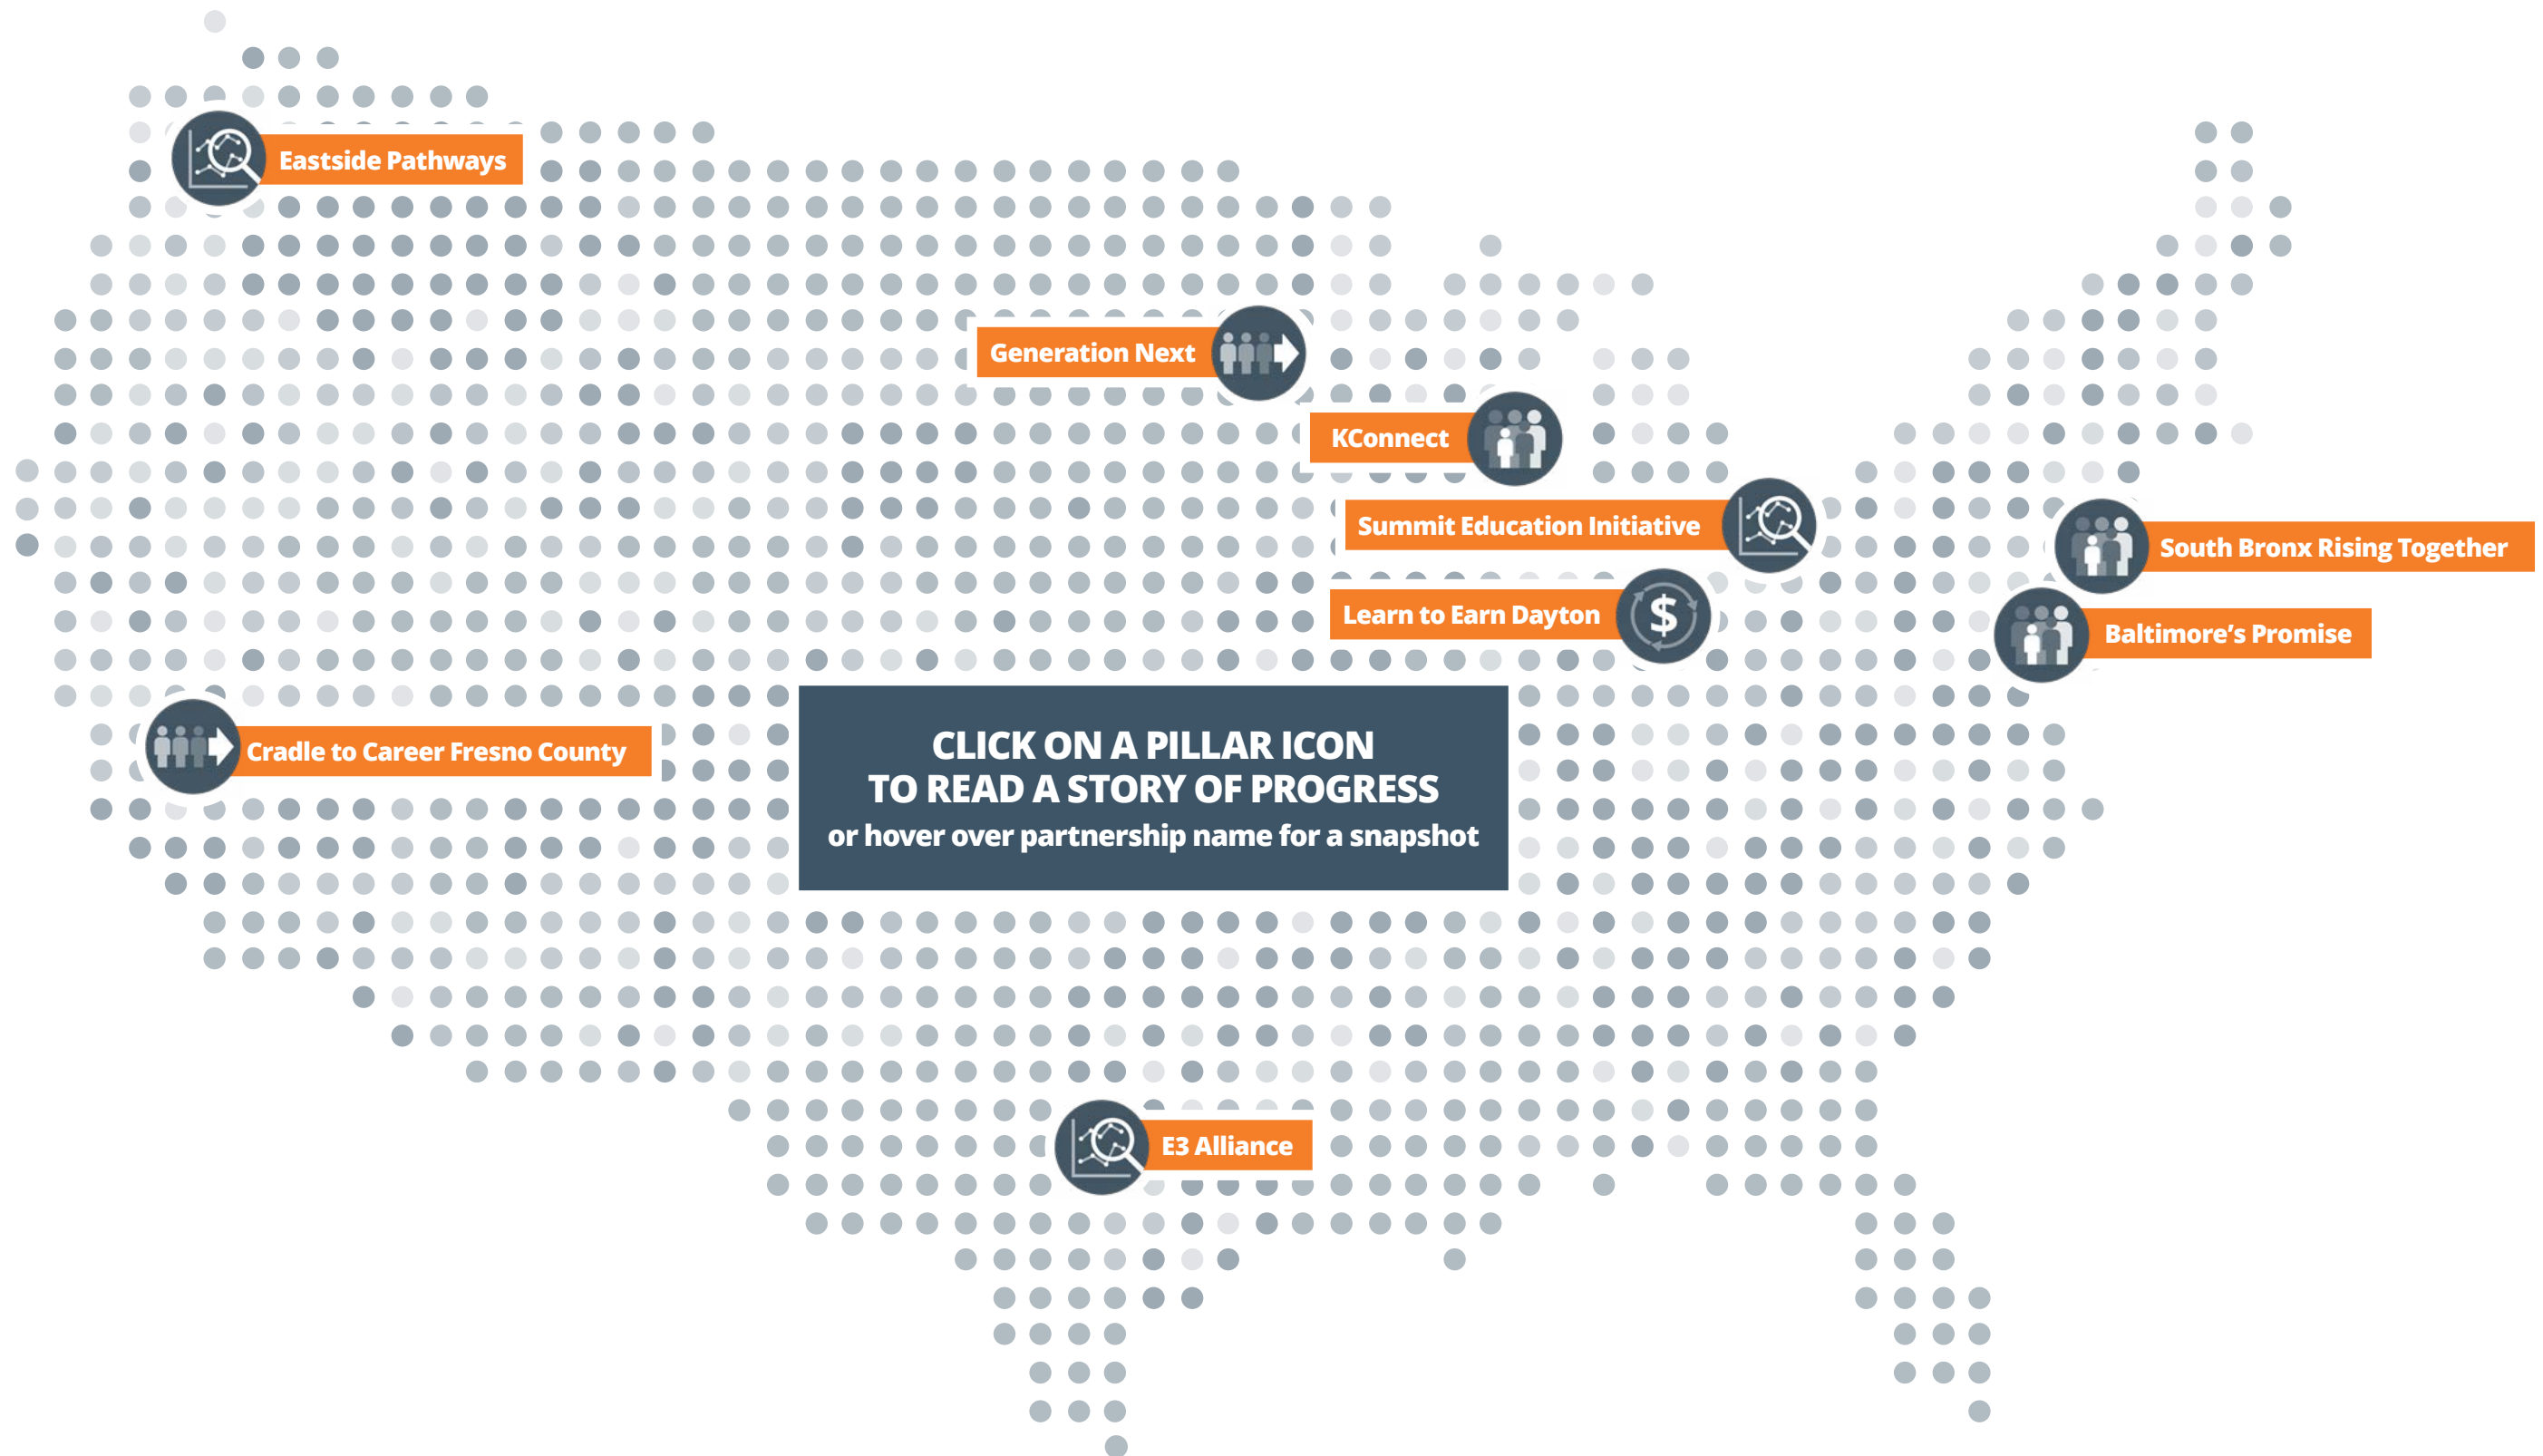 Eastside Pathways
Generation Next
KConnect
Summit Education Initiative
South Bronx Rising Together
Learn to Earn Dayton
$
Baltimore’s Promise
Cradle to Career Fresno County
CLICK ON A PILLAR ICON
TO READ A STORY OF PROGRESS
or hover over partnership name for a snapshot
E3 Alliance